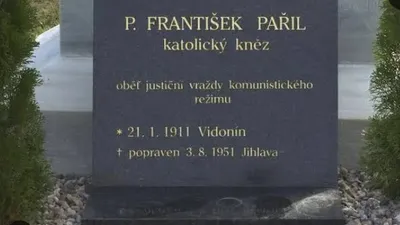 P. FRANTIŠEK PAŘIL
katolický kněz
oběť justiční vraždy komunistického
režimu
* 21. 1. 1911 Vidonín
† popraven 3. 8. 1951 Jihlava